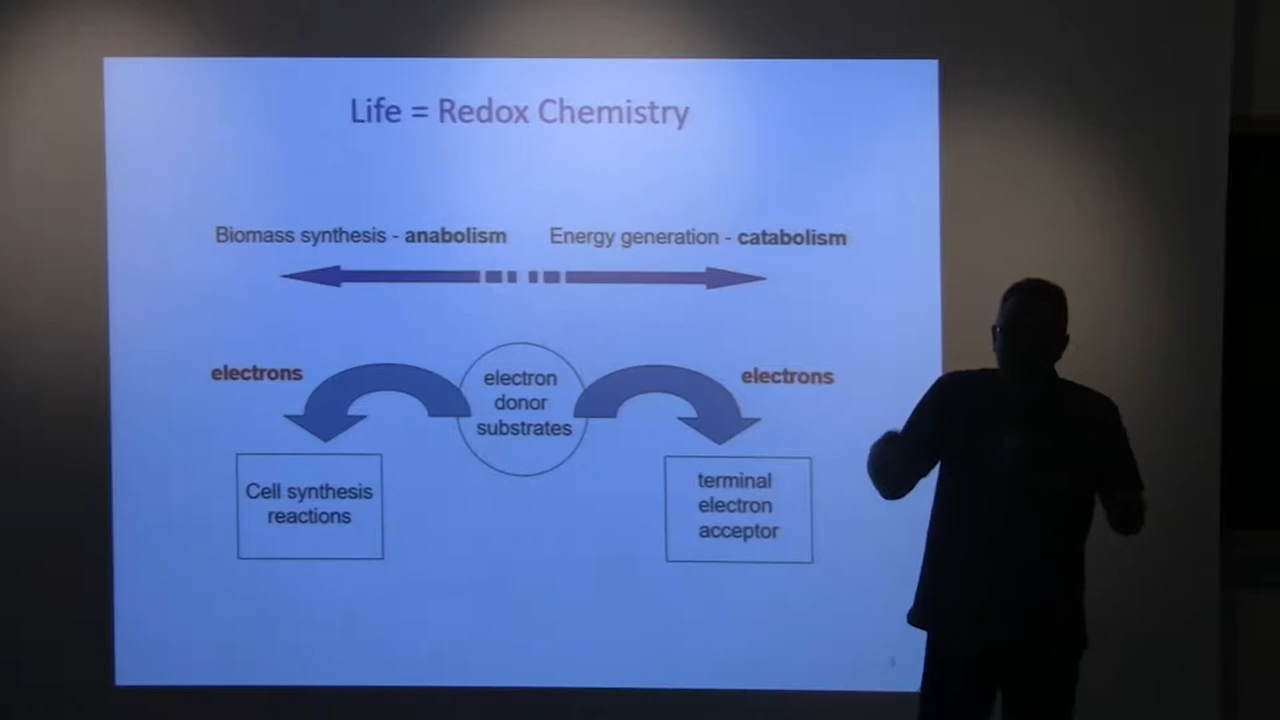 Life = Redox Chemistry
Biomass synthesis - anabolism
Energy generation - catabolism
electrons
electron
donor
substrates
electrons
Cell synthesis
reactions
terminal
electron
acceptor